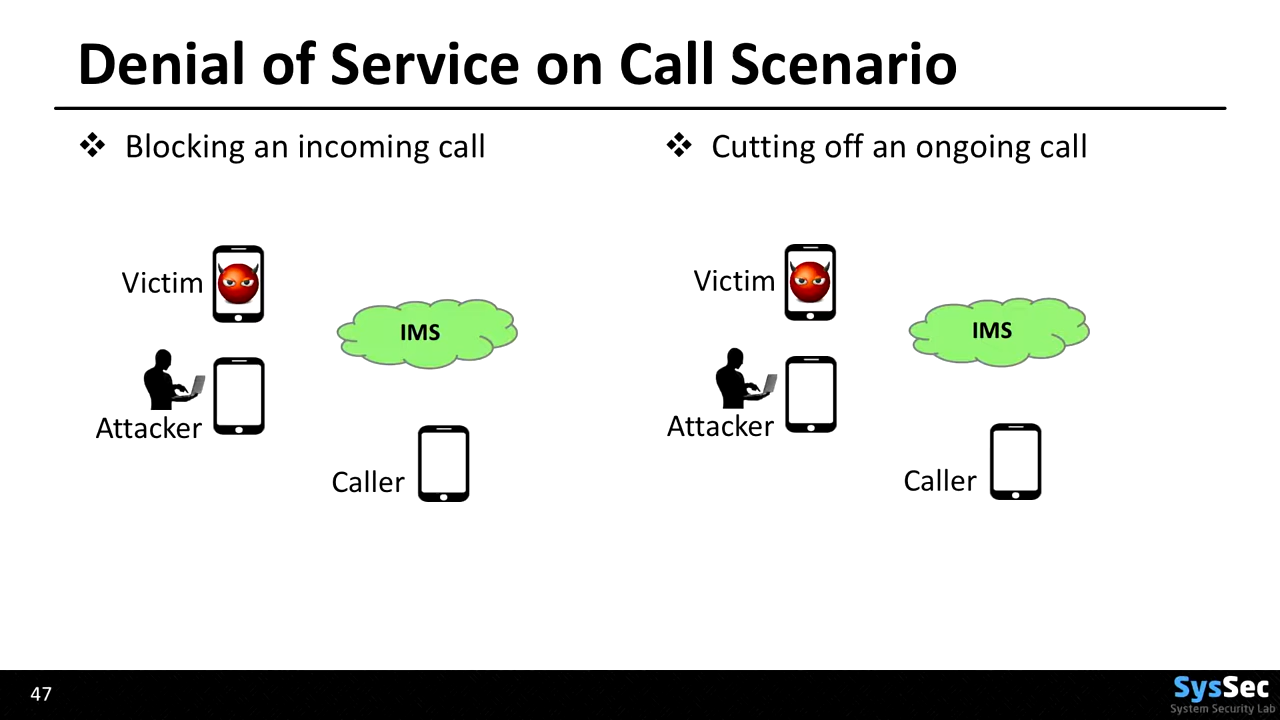 Denial of Service on Call Scenario
❖ Blocking an incoming call
Victim
IMS
Attacker
Caller
❖ Cutting off an ongoing call
Victim
IMS
Attacker
Caller
47
SysSec
System Security Lab